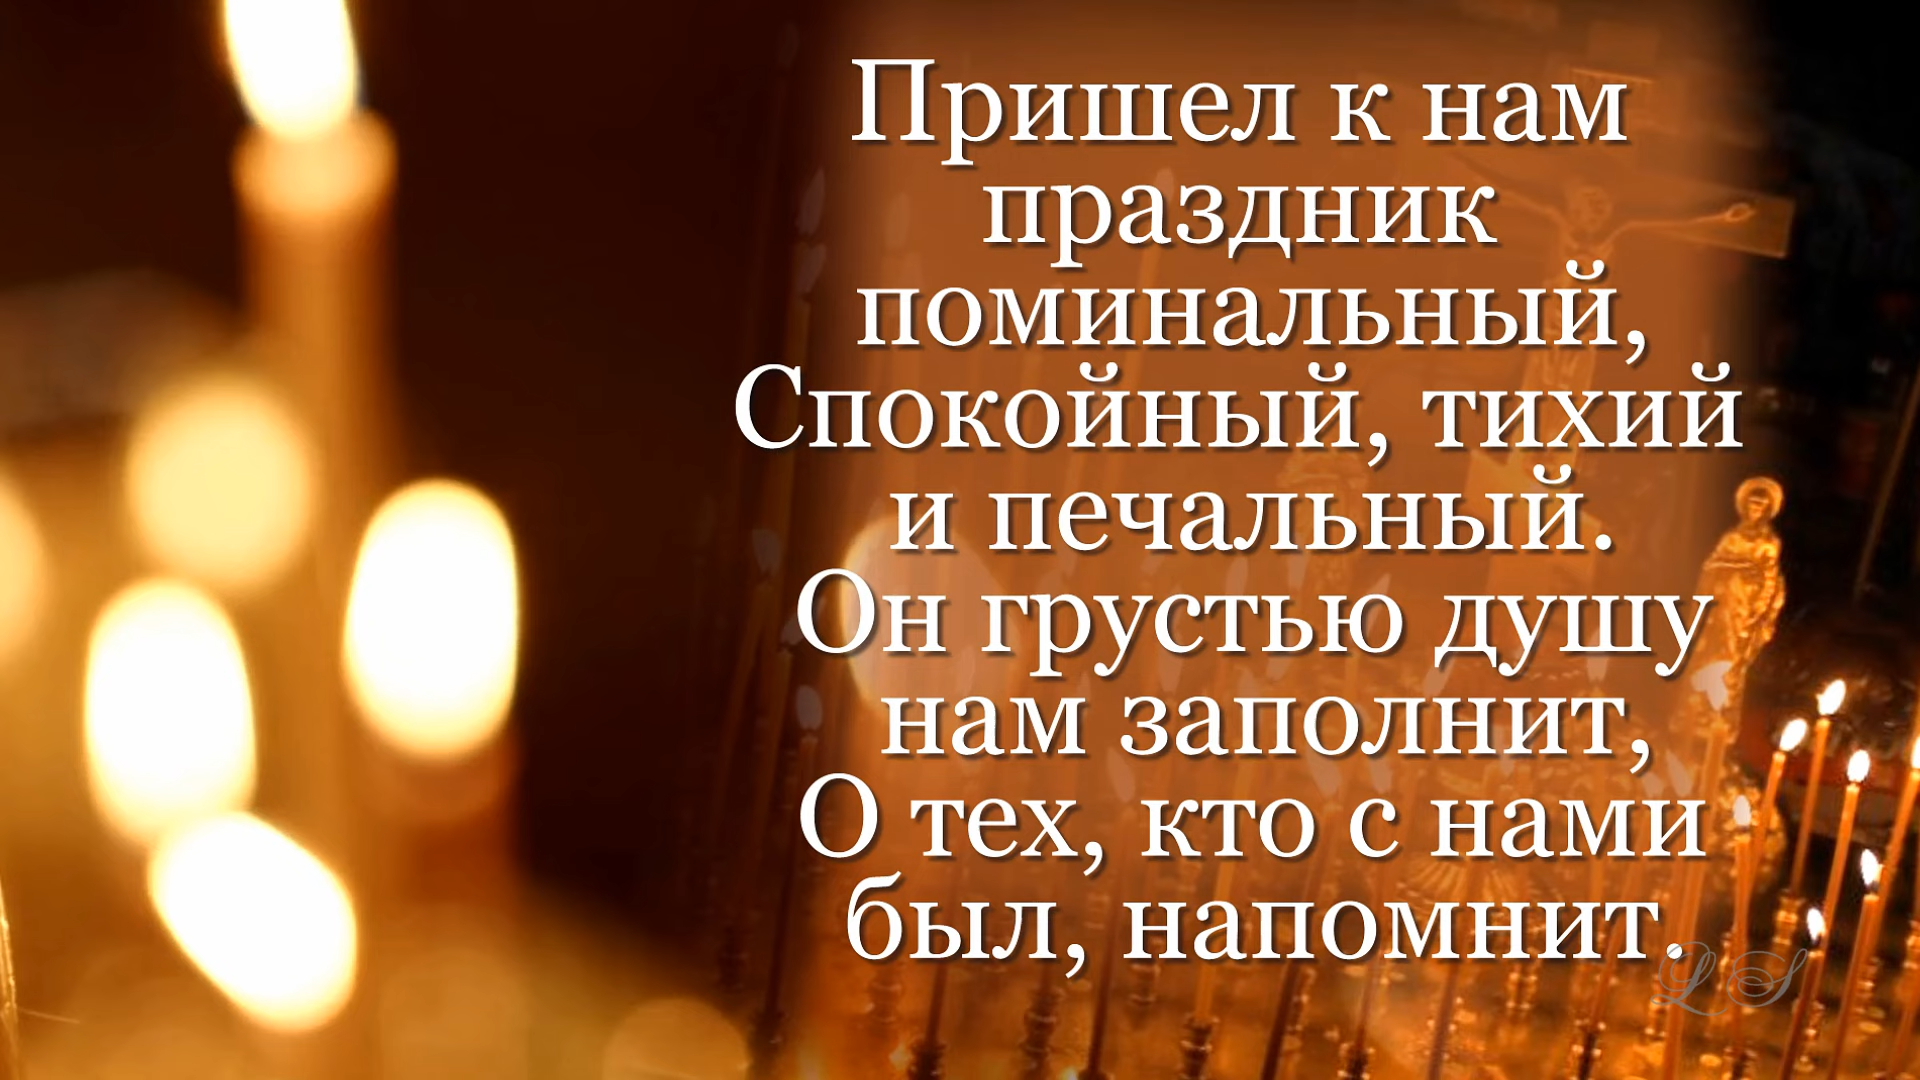 Пришел к нам
праздник
поминальный,
Спокойный, тихий
и печальный.
Он грустью душу
нам заполнит,
О тех, кто с нами
был, напомнит.
L S